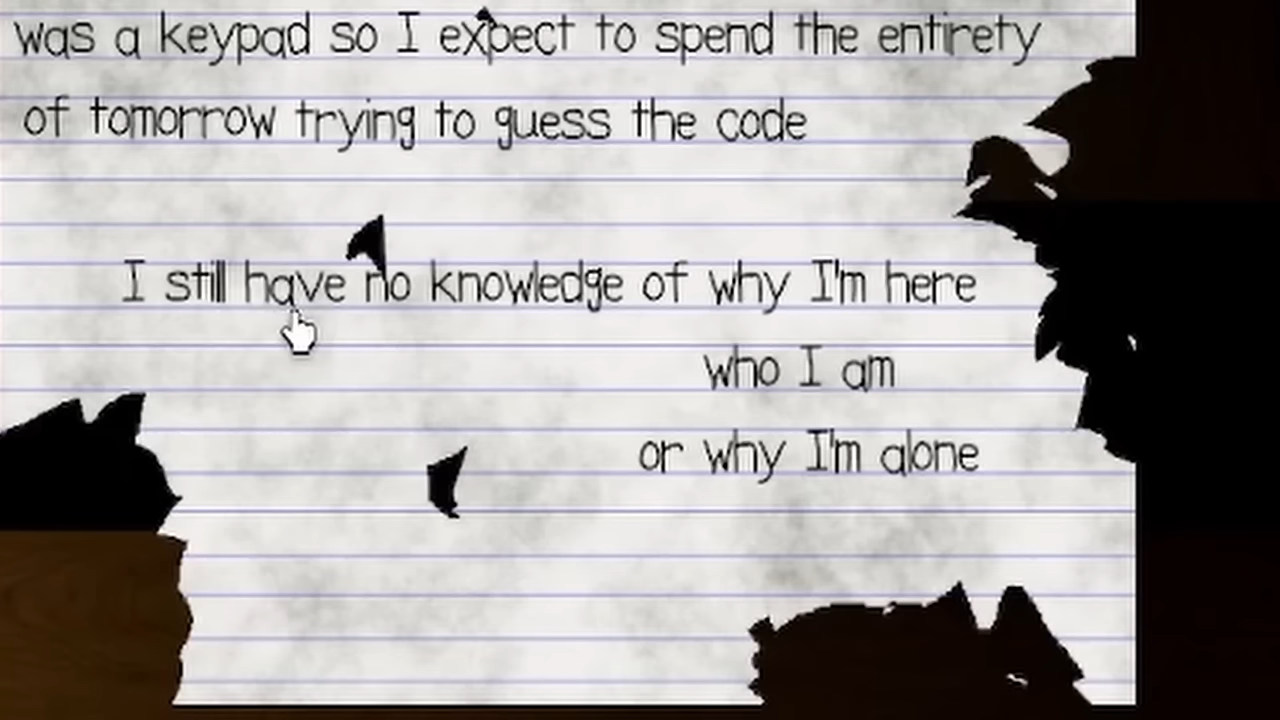 was a keypad so I expect to spend the entirety
of tomorrow trying to guess the code
I still have no knowledge of why I'm here
who I am
or why I'm alone